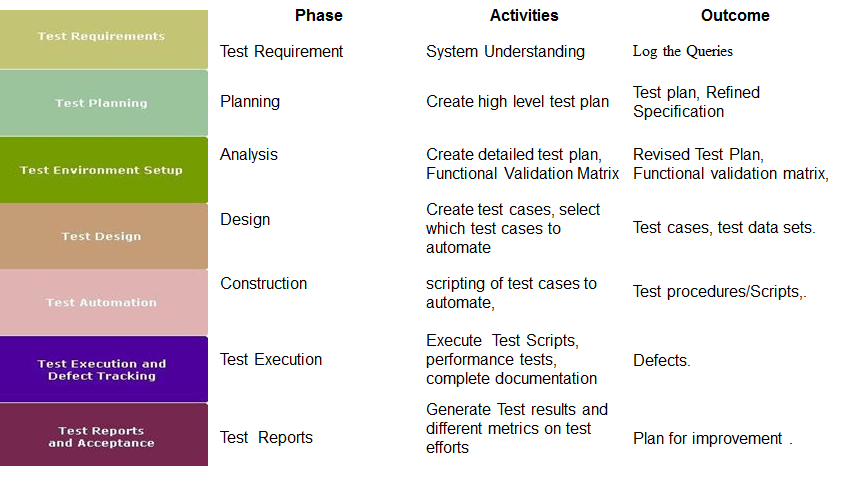 Phase Activities Outcome
Test Requirements
Test Requirement
System Understanding
Log the Queries
Test Planning
Planning
Create high level test plan
Test plan, Refined
Specification
Test Environment Setup
Analysis
Create detailed test plan,
Functional Validation Matrix
Revised Test Plan,
Functional validation matrix,
Test Design
Design
Create test cases, select
which test cases to
automate
Test cases, test data sets.
Test Automation
Construction
scripting of test cases to
automate,
Test procedures/Scripts,.
Test Execution and
Defect Tracking
Test Execution
Execute  Test Scripts,
performance tests,
complete documentation
Defects.
Test Reports
and Acceptance
Test  Reports
Generate Test results and
different metrics on test
efforts
Plan for improvement .